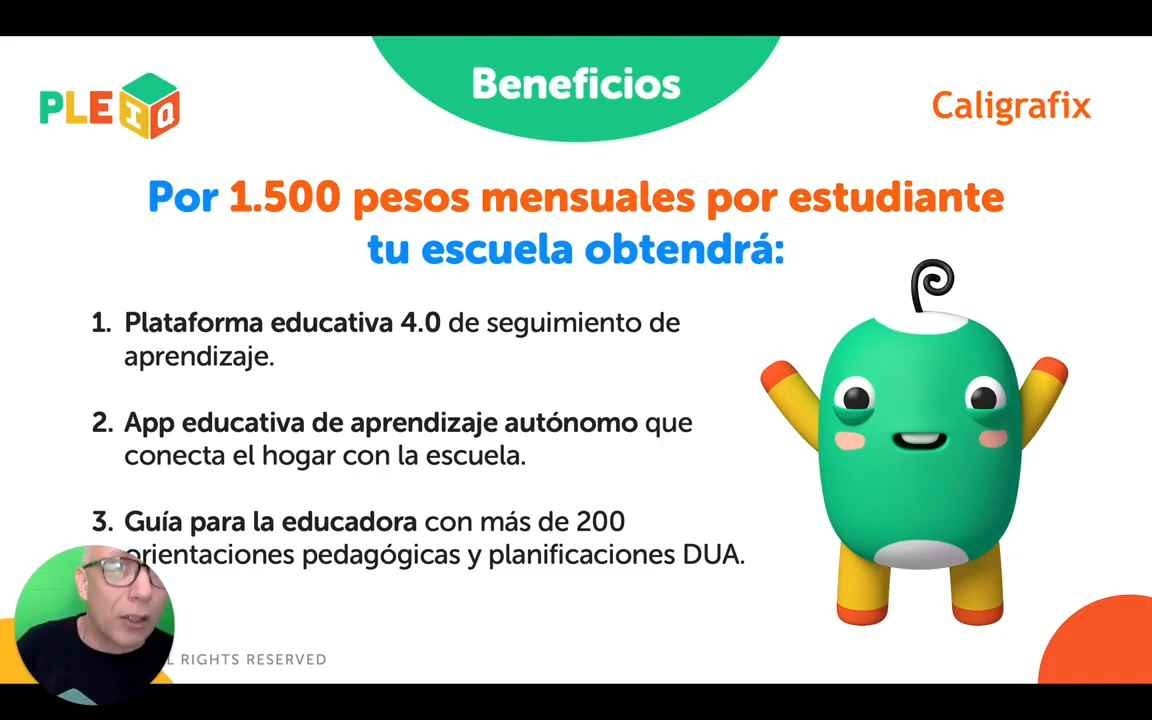 Beneficios
PLE IQ
Caligrafix
Por 1.500 pesos mensuales por estudiante
tu escuela obtendrá:
1. Plataforma educativa 4.0 de seguimiento de
aprendizaje.
2. App educativa de aprendizaje autónomo que
conecta el hogar con la escuela.
3. Guía para la educadora con más de 200
orientaciones pedagógicas y planificaciones DUA.
RIGHTS RESERVED